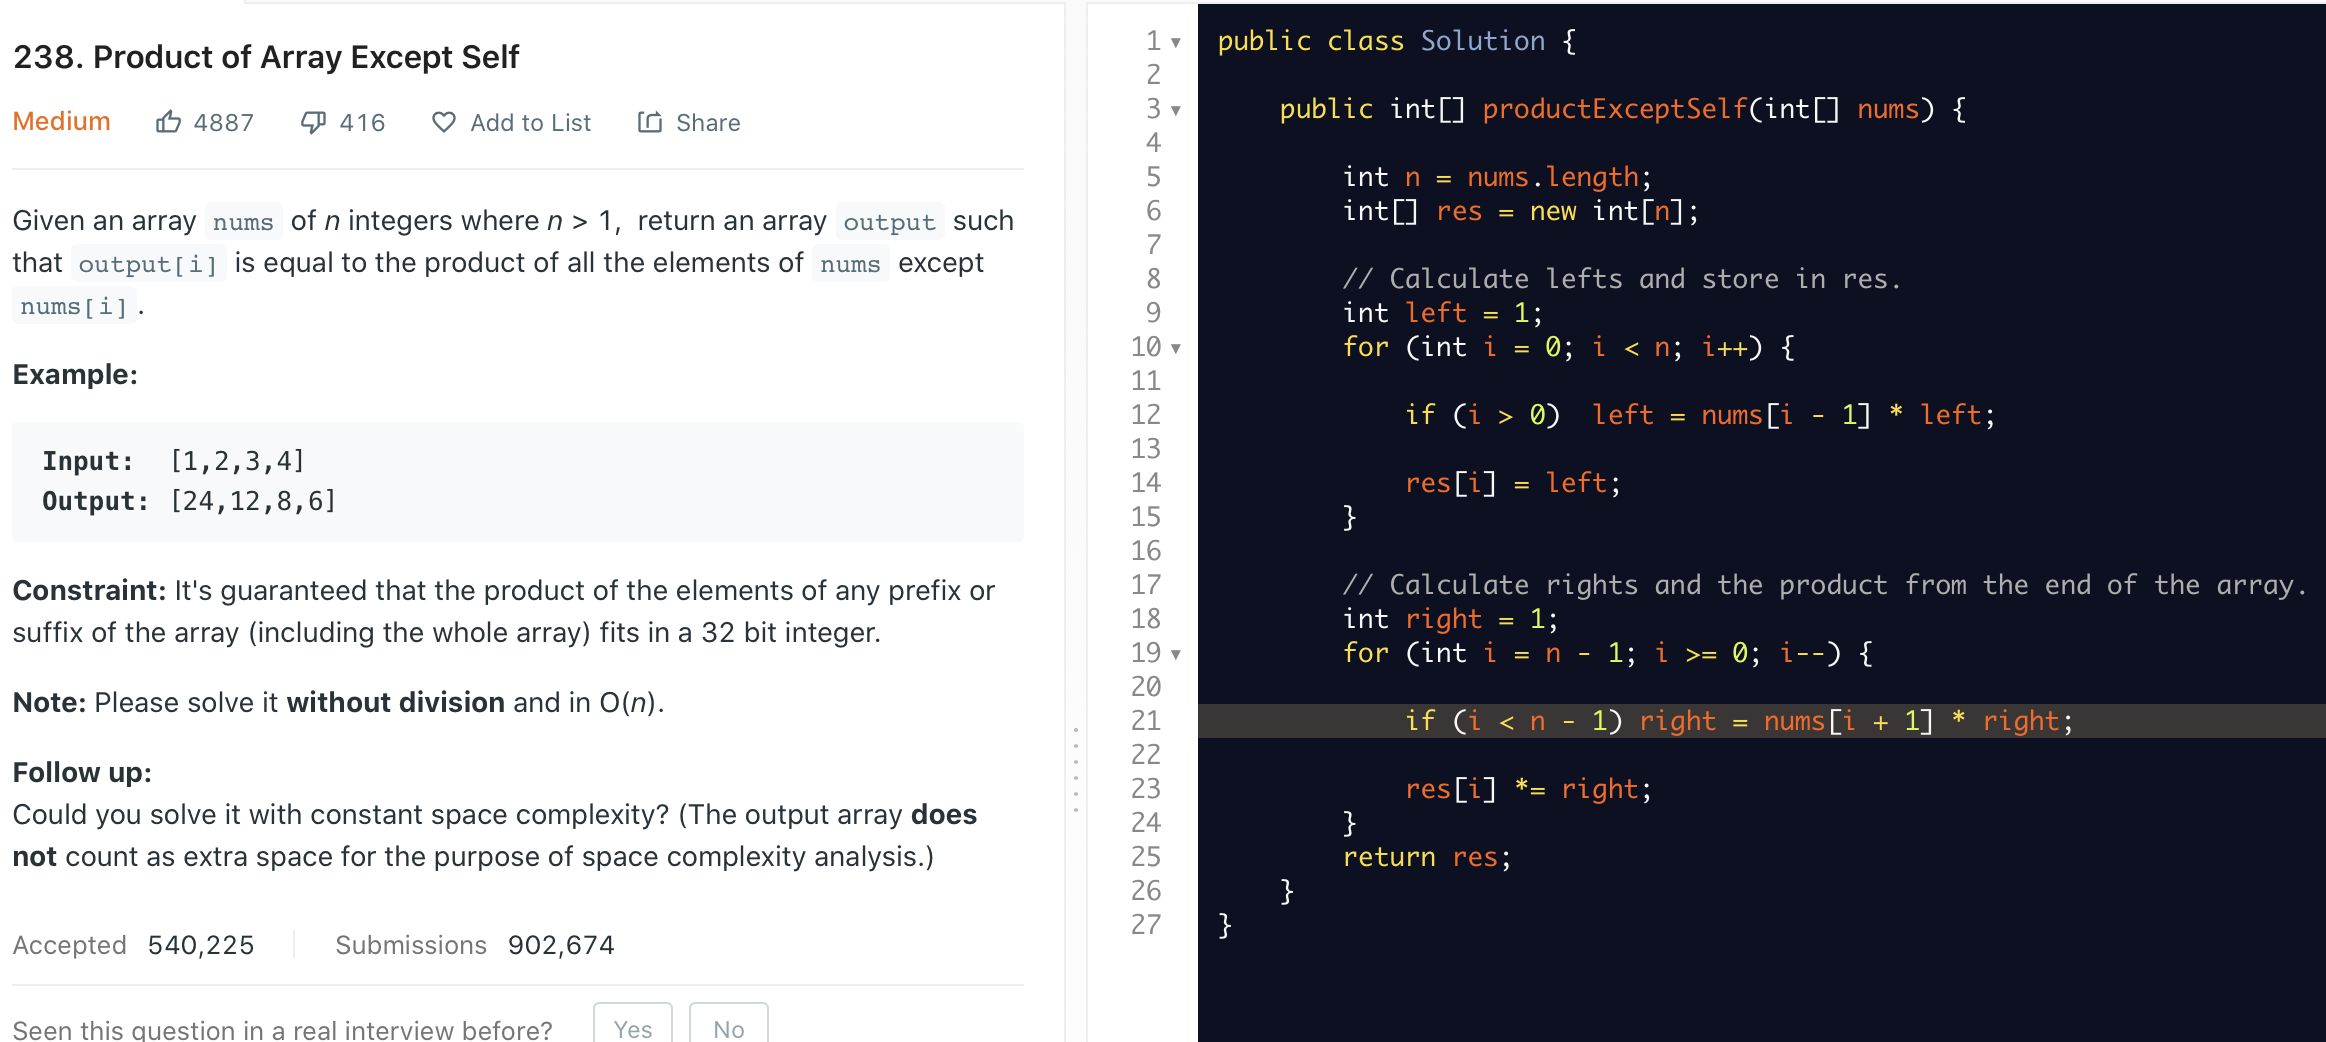 238. Product of Array Except Self
Medium 4887 416 Add to List Share
Given an array nums of n integers where n > 1, return an array output such
that output[i] is equal to the product of all the elements of nums except
nums[i].
Example:
Input: [1,2,3,4]
Output: [24,12,8,6]
Constraint: It's guaranteed that the product of the elements of any prefix or
suffix of the array (including the whole array) fits in a 32 bit integer.
Note: Please solve it without division and in O(n).
Follow up:
Could you solve it with constant space complexity? (The output array does
not count as extra space for the purpose of space complexity analysis.)
Accepted 540,225 Submissions 902,674
Seen this question in a real interview before? Yes No
1 public class Solution {
2
3 public int[] productExceptSelf(int[] nums) {
4
5 int n = nums.length;
6 int[] res = new int[n];
7
8 // Calculate lefts and store in res.
9 int left = 1;
10 for (int i = 0; i < n; i++) {
11
12 if (i > 0) left = nums[i - 1] * left;
13
14 res[i] = left;
15 }
16
17 // Calculate rights and the product from the end of the array.
18 int right = 1;
19 for (int i = n - 1; i >= 0; i--) {
20
21 if (i < n - 1) right = nums[i + 1] * right;
22
23 res[i] *= right;
24 }
25 return res;
26 }
27 }